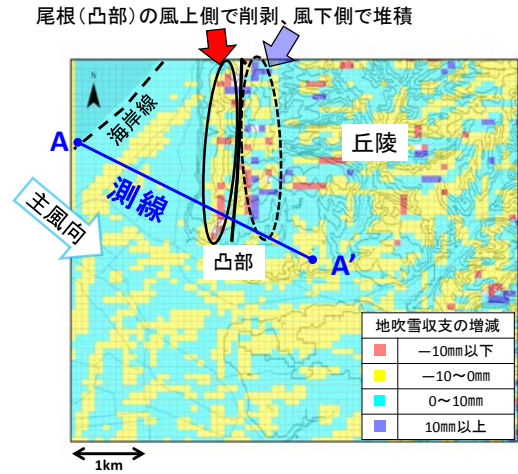 尾根(凸部)の風上側で削剥、風下側で堆積
N
海岸線
A
丘陵
主風向
測線
凸部
A'
地吹雪収支の増減
―10㎜以下
-10～0㎜
0～10㎜
10㎜以上
1km